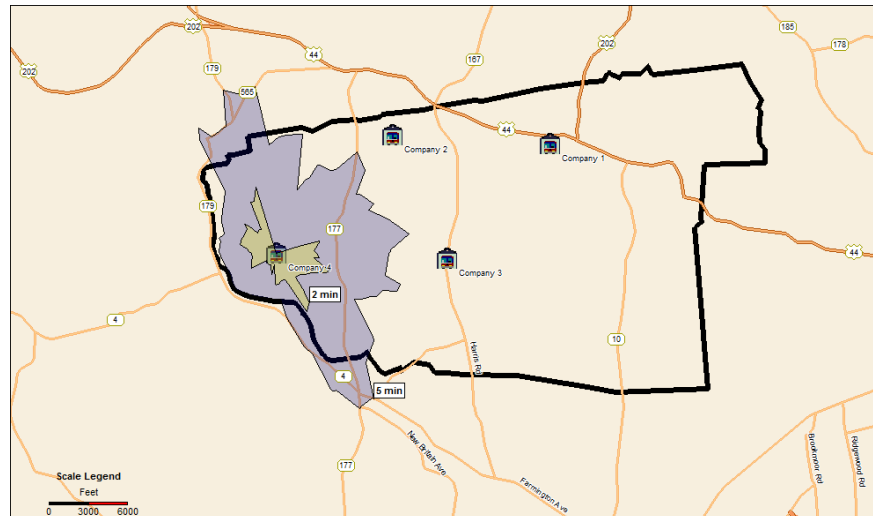 202
44
179
167
202
185
178
202
565
Company 2
44
Company 1
179
177
44
Company 4
Company 3
2 min
4
10
Harris Rd
4
5 min
New Britain Ave
177
Farmington Ave
Brookmoor Rd
Ridgewood Rd
Scale Legend
Feet
0 3000 6000